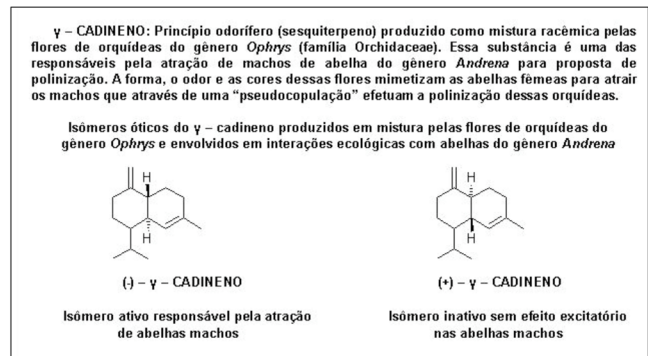 γ – CADINENO: Princípio odorífero (sesquiterpeno) produzido como mistura racêmica pelas
flores de orquídeas do gênero Ophrys (família Orchidaceae). Essa substância é uma das
responsáveis pela atração de machos de abelha do gênero Andrena para proposta de
polinização. A forma, o odor e as cores dessas flores mimetizam as abelhas fêmeas para atrair
os machos que através de uma “pseudocopulação” efetuam a polinização dessas orquídeas.
Isômeros óticos do γ – cadineno produzidos em mistura pelas flores de orquídeas do
gênero Ophrys e envolvidos em interações ecológicas com abelhas do gênero Andrena
H
H
(-) – γ – CADINENO
Isômero ativo responsável pela atração
de abelhas machos
H
H
(+) – γ – CADINENO
Isômero inativo sem efeito excitatório
nas abelhas machos